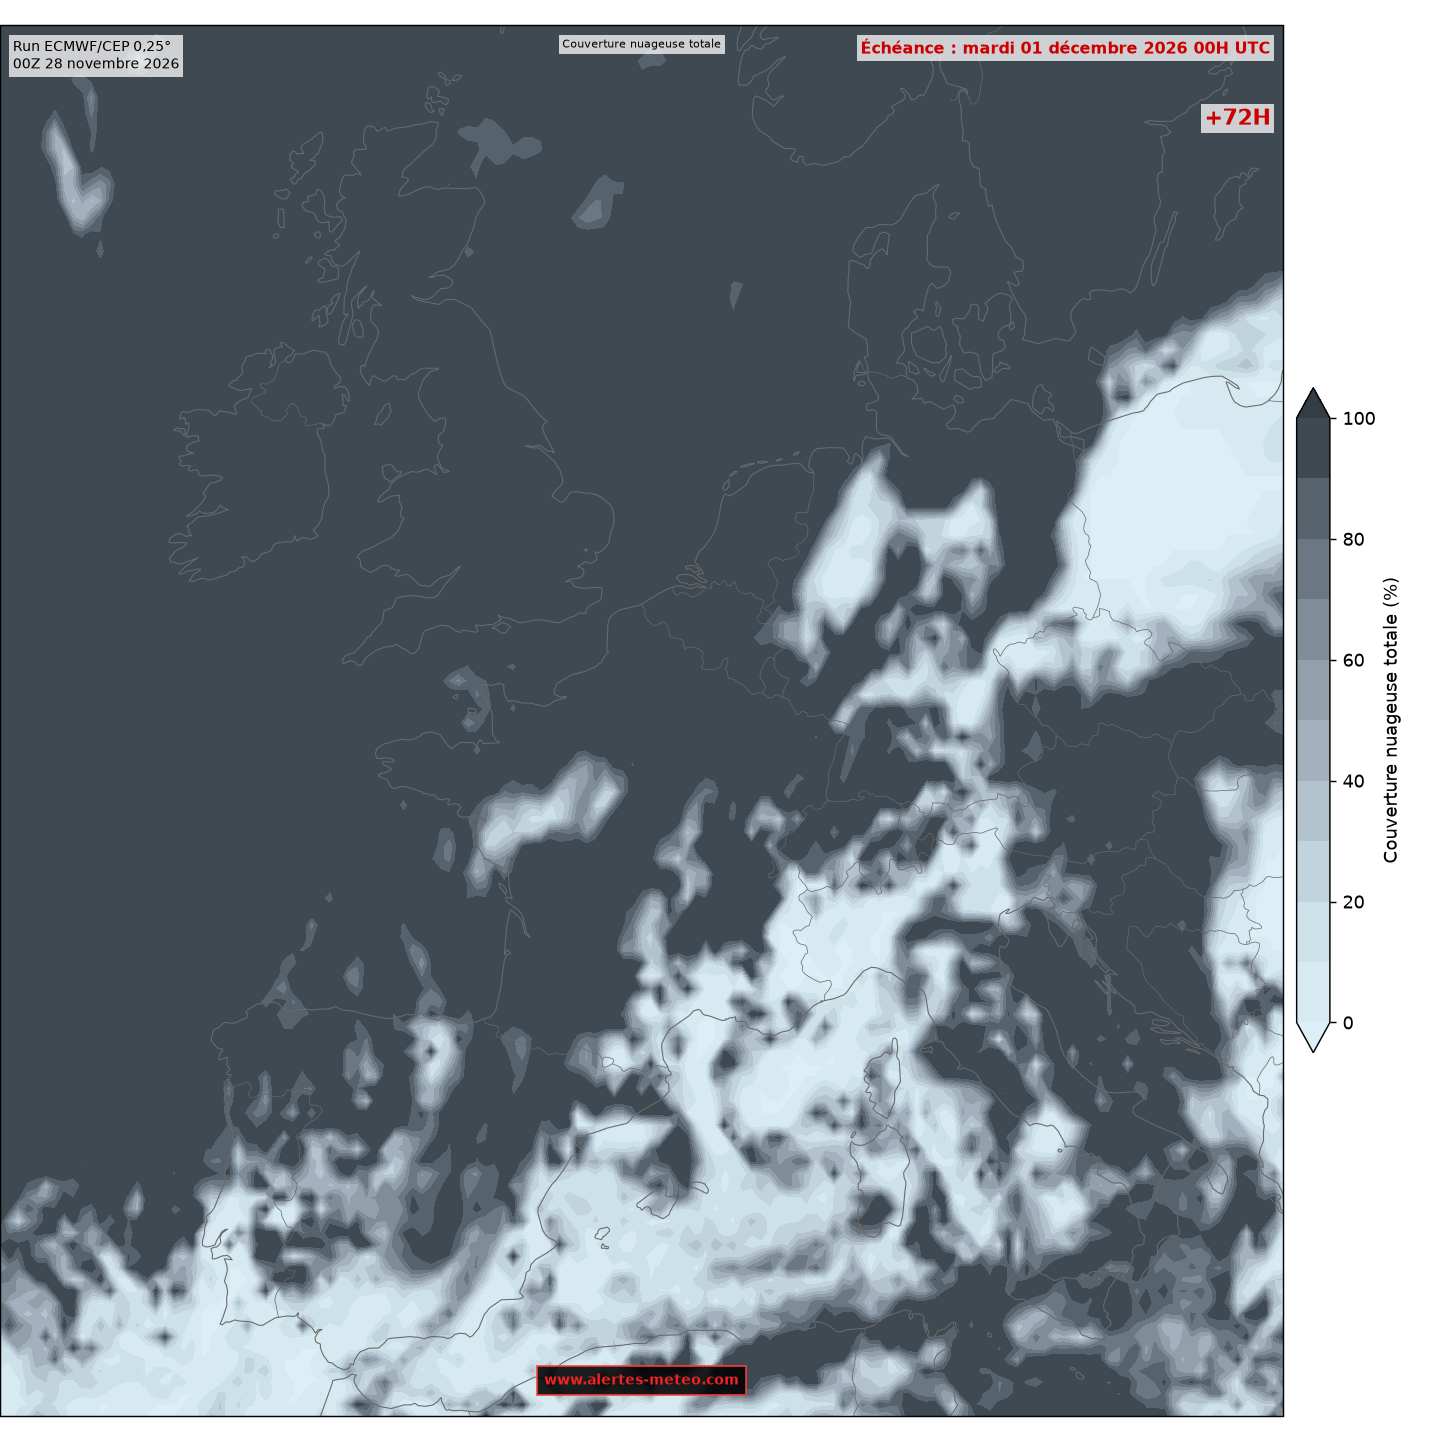 Run ECMWF/CEP 0,25°
00Z 28 novembre 2026
Couverture nuageuse totale
Échéance : mardi 01 décembre 2026 00H UTC
+72H
100
80
60
40
20
0
Couverture nuageuse totale (%)
www.alertes-meteo.com